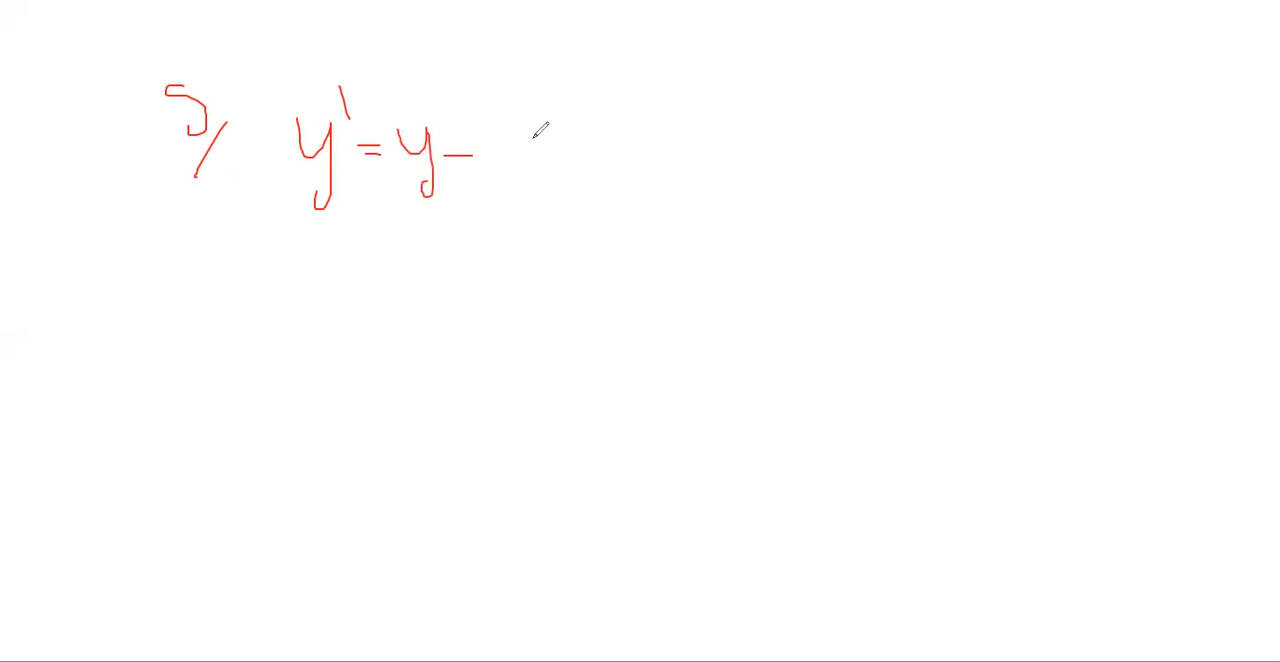 5/ y' = y -